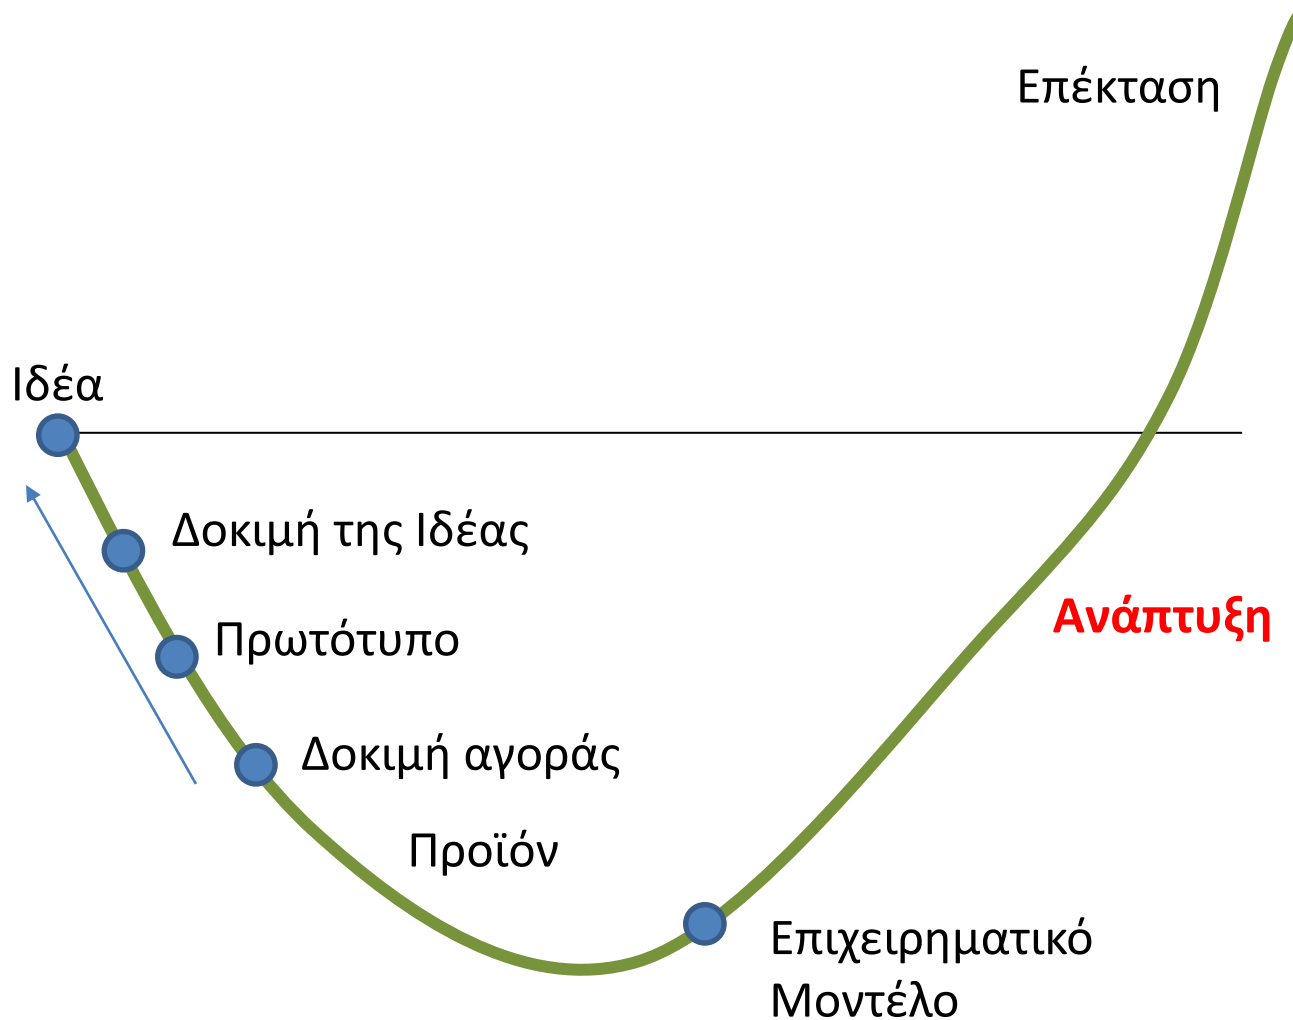 Επέκταση
Ιδέα
Δοκιμή της Ιδέας
Πρωτότυπο
Ανάπτυξη
Δοκιμή αγοράς
Προϊόν
Επιχειρηματικό
Μοντέλο